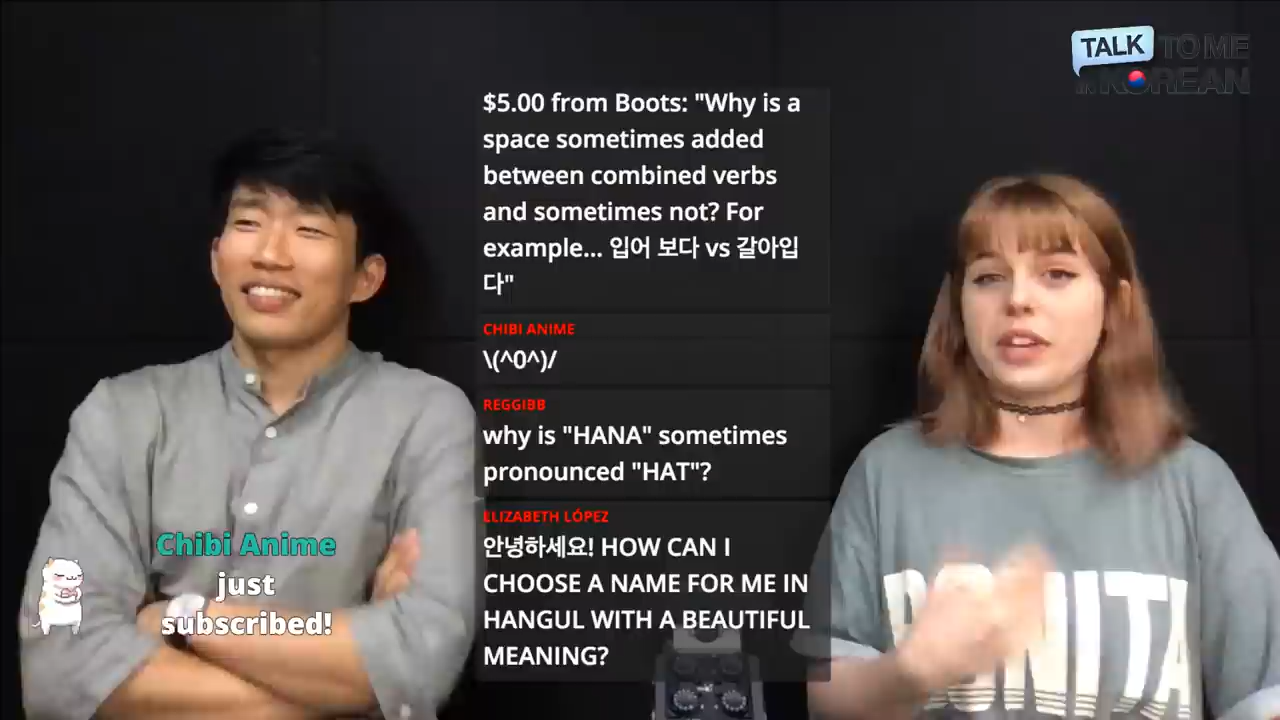 TALK TO ME
in KOREAN
$5.00 from Boots: "Why is a
space sometimes added
between combined verbs
and sometimes not? For
example... 입어 보다 vs 갈아입
다"
CHIBI ANIME
\(^0^)/
REGGIBB
why is "HANA" sometimes
pronounced "HAT"?
ELIZABETH LÓPEZ
안녕하세요! HOW CAN I
CHOOSE A NAME FOR ME IN
HANGUL WITH A BEAUTIFUL
MEANING?
Chibi Anime
just
subscribed!